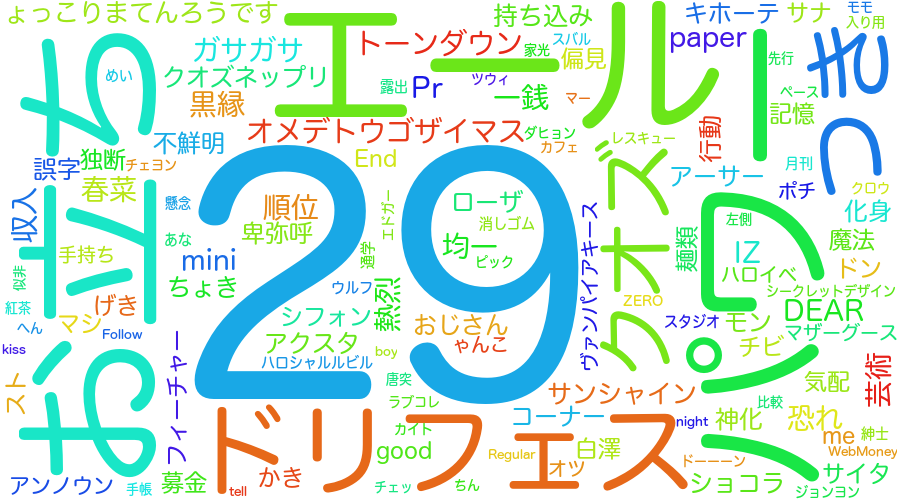 ょっこりまてんろうです
エール
持ち込み
キホーテ
サナ
モモ
入り用
ガサガサ
トーンダウン
家光
スバル
偏見
paper
先行
つき
クオズネップリ
露出
Pr
ツウィ
一銭
マー
ペース
記憶
黒縁
オメデトウゴザイマス
ダヒョン
カフェ
レスキュー
行動
不鮮明
お立ち
誤字
独断
チェヨン
めい
End
アーサー
月刊
ポチ
クロウ
春菜
収入
懸念
29
順位
卑弥呼
エドガー
ローザ
消しゴム
クオズ
パワー
左側
化身
手持ち
あな
通学
均一
ピック
麺類
IZ
魔法
似非
mini
ハロイベ
ドン
ちょき
ウルフ
熱烈
ヴァンパイアキース
ZERO
シークレットデザイン
紅茶
げき
シフォン
おじさん
DEAR
へん
マシ
Follow
アクスタ
ゃんこ
スタジオ
モン
マザーグース
kiss
フィーチャー
ハロシャルルビル
boy
チビ
スト
唐突
サンシャイン
気配
芸術
ラブコレ
比較
ドリフェス
コーナー
night
神化
恐れ
紳士
カイト
me
good
Regular
白澤
WebMoney
アンノウン
手帳
募金
かき
tell
チェッ
ちん
オツ
ドーーーン
ショコラ
サイタ
ジョンヨン